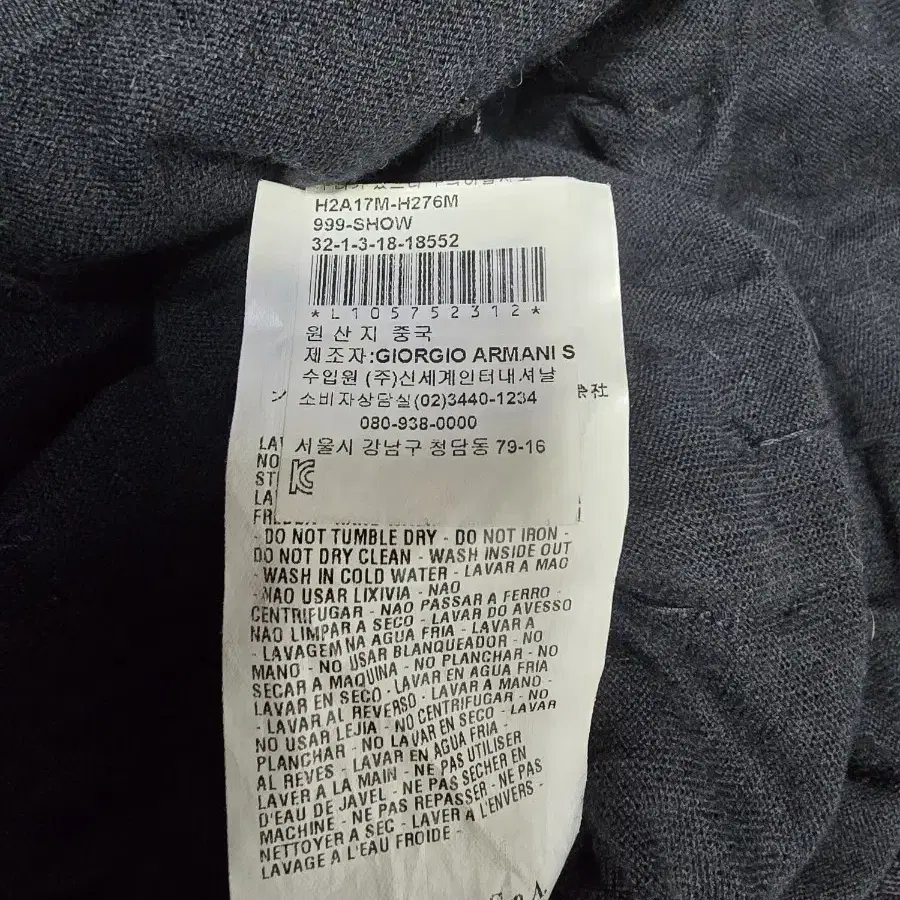 H2A17M-H276M
999-SHOW
32-1-3-18-18552
*L105752312*
원산지 중국
제조자:GIORGIO ARMANI S
수입원 (주)신세계인터내셔날
ン 소비자상담실(02)3440-1234 会社
080-938-0000
LA 서울시 강남구 청담동 79-16
NO
ST
LA
- DO NOT TUMBLE DRY - DO NOT IRON -
DO NOT DRY CLEAN - WASH INSIDE OUT
- WASH IN COLD WATER - LAVAR A MAO
- NAO USAR LIXIVIA - NAO
CENTRIFUGAR - NAO PASSAR A FERRO -
NAO LIMPAR A SECO - LAVAR DO AVESSO
- LAVAGEM NA AGUA FRIA - LAVAR A
MANO - NO USAR BLANQUEADOR - NO
SECAR A MAQUINA - NO PLANCHAR - NO
LAVAR EN SECO - LAVAR EN AGUA FRIA
- LAVAR AL REVERSO - LAVAR A MANO -
NO USAR LEJIA - NO CENTRIFUGAR - NO
PLANCHAR - NO LAVAR EN SECO - LAVAR
AL REVES - LAVAR EN AGUA FRIA -
LAVER A LA MAIN - NE PAS UTILISER
D'EAU DE JAVEL - NE PAS SECHER EN
MACHINE - NE PAS REPASSER - NE PAS
NETTOYER A SEC - LAVER A L'ENVERS -
LAVAGE A L'EAU FROIDE -